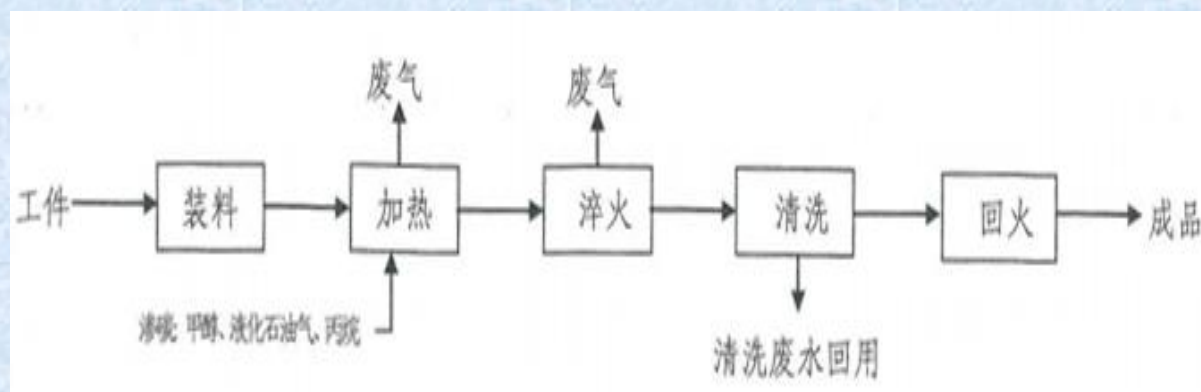 废气
废气
工件
装料
加热
淬火
清洗
回火
成品
渗碳: 甲醇、液化石油气、丙烷
清洗废水回用